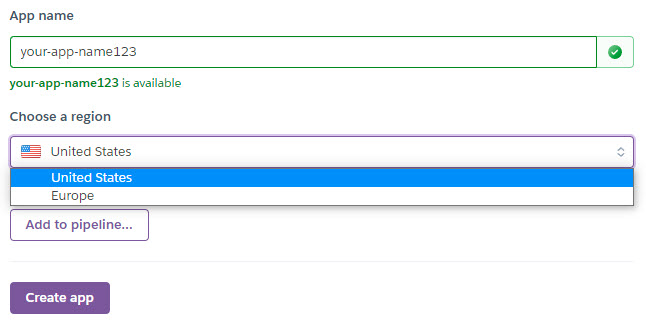 App name
your-app-name123
your-app-name123 is available
Choose a region
United States
United States
Europe
Add to pipeline...
Create app